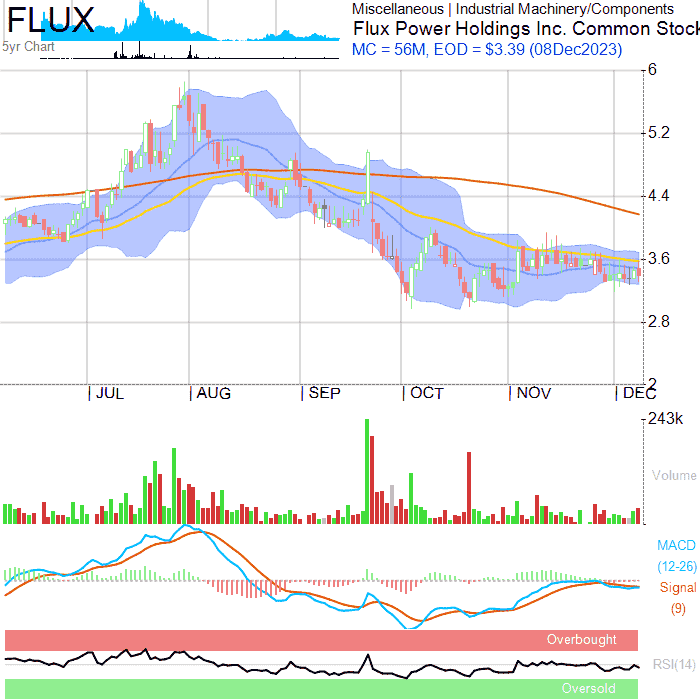 FLUX
5yr Chart
Miscellaneous | Industrial Machinery/Components
Flux Power Holdings Inc. Common Stock
MC = 56M, EOD = $3.39 (08Dec2023)
6
5.2
4.4
3.6
2.8
2
JUL AUG SEP OCT NOV DEC
243k
Volume
MACD
(12-26)
Signal
(9)
Overbought
RSI(14)
Oversold